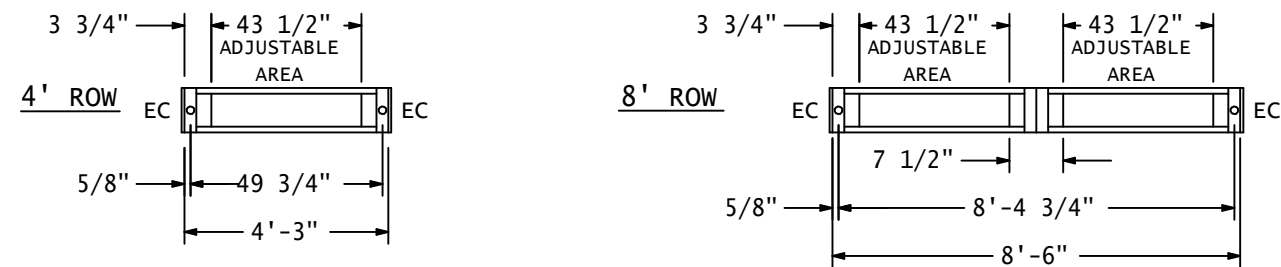 3 3/4" 43 1/2"
ADJUSTABLE
AREA
4' ROW EC EC
5/8" 49 3/4"
4'-3"
3 3/4" 43 1/2" 43 1/2"
ADJUSTABLE ADJUSTABLE
AREA AREA
8' ROW EC EC
7 1/2"
5/8" 8'-4 3/4"
8'-6"